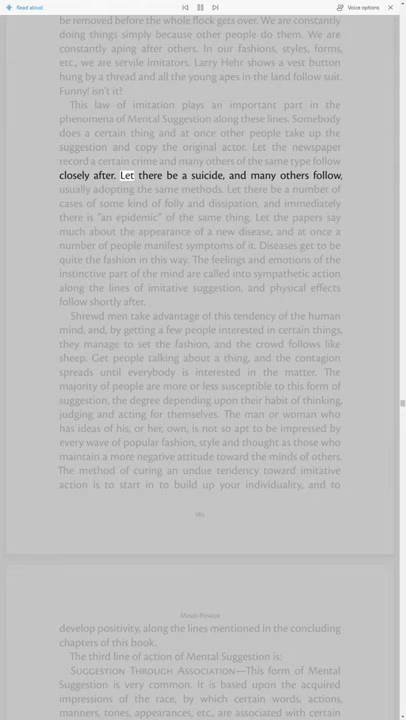 Read aloud
Voice options
be removed before the whole flock gets over. We are constantly
doing things simply because other people do them. We are
constantly aping after others. In our fashions, styles, forms,
etc., we are servile imitators. Larry Hehr shows a vest button
hung by a thread and all the young apes in the land follow suit.
Funny! isn't it?
This law of imitation plays an important part in the
phenomena of Mental Suggestion along these lines. Somebody
does a certain thing and at once other people take up the
suggestion and copy the original actor. Let the newspaper
record a certain crime and many others of the same type follow
closely after. Let there be a suicide, and many others follow,
usually adopting the same methods. Let there be a number of
cases of some kind of folly and dissipation, and immediately
there is "an epidemic" of the same thing. Let the papers say
much about the appearance of a new disease, and at once a
number of people manifest symptoms of it. Diseases get to be
quite the fashion in this way. The feelings and emotions of the
instinctive part of the mind are called into sympathetic action
along the lines of imitative suggestion, and physical effects
follow shortly after.
Shrewd men take advantage of this tendency of the human
mind, and, by getting a few people interested in certain things,
they manage to set the fashion, and the crowd follows like
sheep. Get people talking about a thing, and the contagion
spreads until everybody is interested in the matter. The
majority of people are more or less susceptible to this form of
suggestion, the degree depending upon their habit of thinking,
judging and acting for themselves. The man or woman who
has ideas of his, or her, own, is not so apt to be impressed by
every wave of popular fashion, style and thought as those who
maintain a more negative attitude toward the minds of others.
The method of curing an undue tendency toward imitative
action is to start in to build up your individuality, and to
develop positivity, along the lines mentioned in the concluding
chapters of this book.
The third line of action of Mental Suggestion is:
Suggestion Through Association—This form of Mental
Suggestion is very common. It is based upon the acquired
impressions of the race, by which certain words, actions,
manners, tones, appearances, etc., are associated with certain